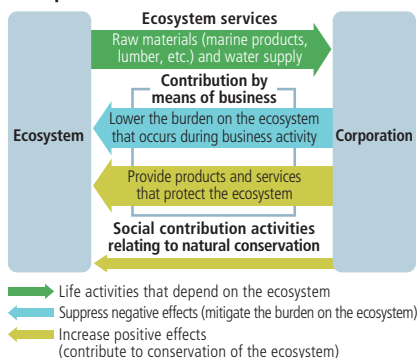 Ecosystem services
Raw materials (marine products,
lumber, etc.) and water supply
Contribution by
means of business
Lower the burden on the ecosystem
that occurs during business activity
Ecosystem
Corporation
Provide products and services
that protect the ecosystem
Social contribution activities
relating to natural conservation
Life activities that depend on the ecosystem
Suppress negative effects (mitigate the burden on the ecosystem)
Increase positive effects
(contribute to conservation of the ecosystem)